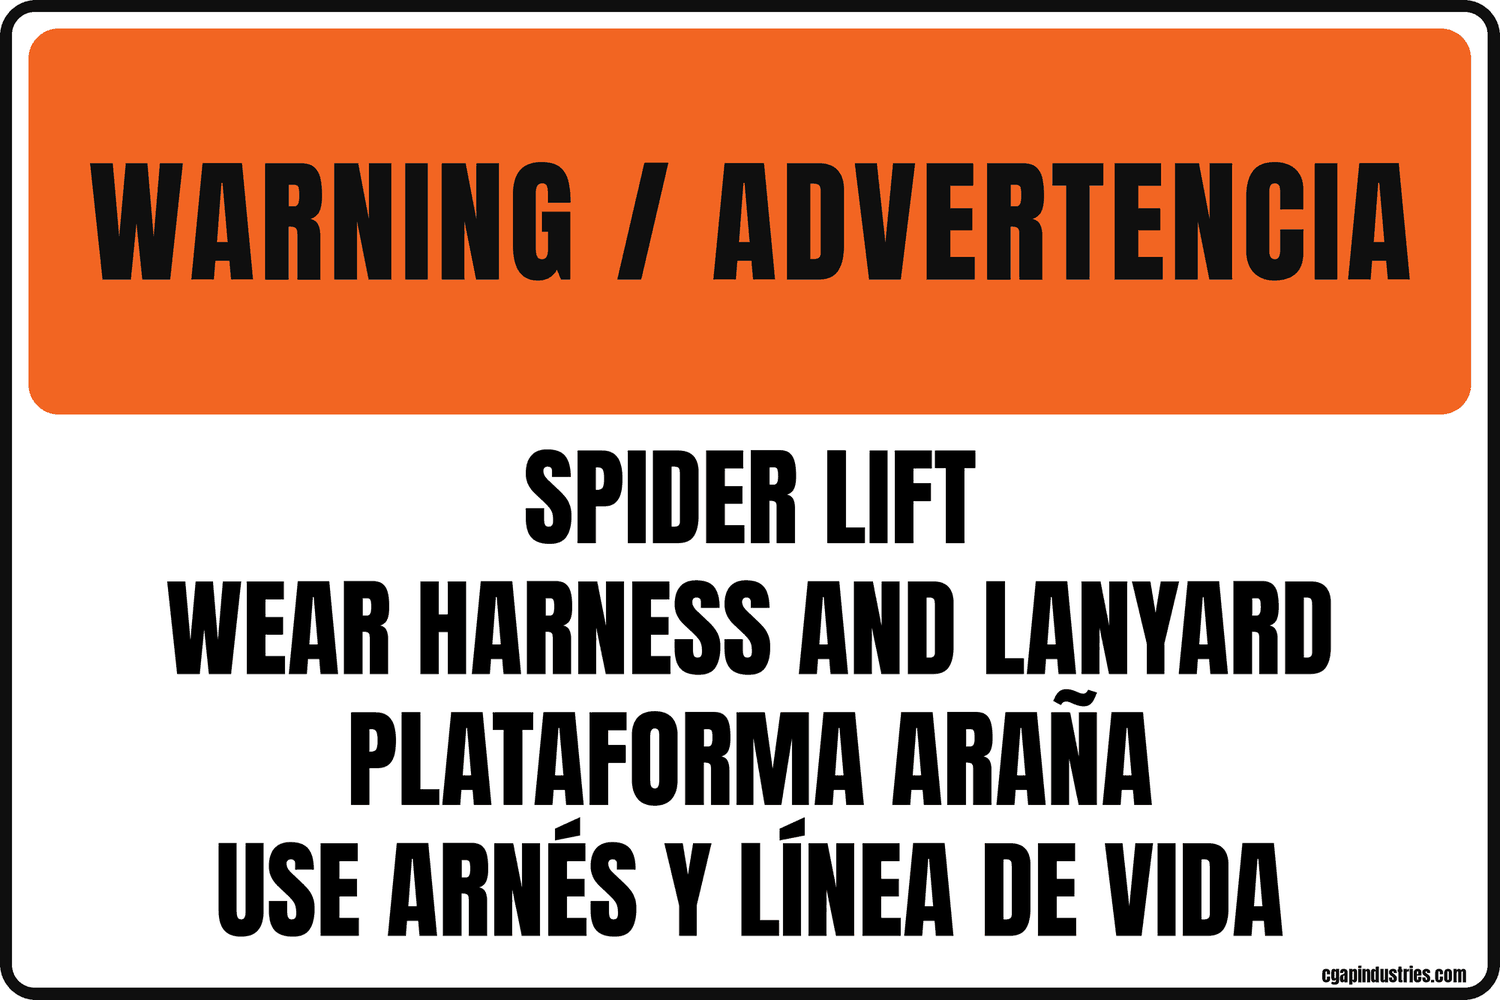 WARNING / ADVERTENCIA
SPIDER LIFT
WEAR HARNESS AND LANYARD
PLATAFORMA ARAÑA
USE ARNÉS Y LÍNEA DE VIDA
cgapindustries.com